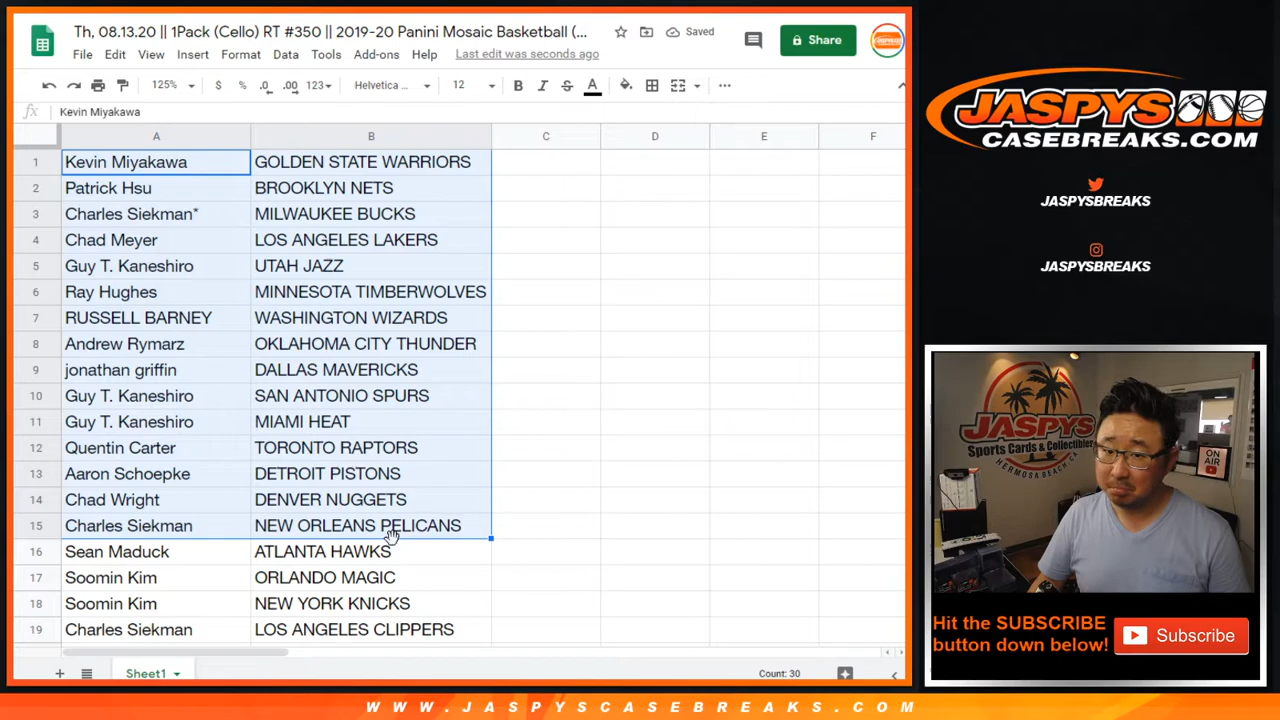 Th, 08.13.20 || 1Pack (Cello) RT #350 || 2019-20 Panini Mosaic Basketball (...
Saved
Share
File Edit View Insert Format Data Tools Add-ons Help Last edit was seconds ago
125% $ % .0 .00 123 Helvetica ... 12 B I S A
fx Kevin Miyakawa
A B C D E F
1 Kevin Miyakawa GOLDEN STATE WARRIORS
2 Patrick Hsu BROOKLYN NETS
3 Charles Siekman* MILWAUKEE BUCKS
4 Chad Meyer LOS ANGELES LAKERS
5 Guy T. Kaneshiro UTAH JAZZ
6 Ray Hughes MINNESOTA TIMBERWOLVES
7 RUSSELL BARNEY WASHINGTON WIZARDS
8 Andrew Rymarz OKLAHOMA CITY THUNDER
9 jonathan griffin DALLAS MAVERICKS
10 Guy T. Kaneshiro SAN ANTONIO SPURS
11 Guy T. Kaneshiro MIAMI HEAT
12 Quentin Carter TORONTO RAPTORS
13 Aaron Schoepke DETROIT PISTONS
14 Chad Wright DENVER NUGGETS
15 Charles Siekman NEW ORLEANS PELICANS
16 Sean Maduck ATLANTA HAWKS
17 Soomin Kim ORLANDO MAGIC
18 Soomin Kim NEW YORK KNICKS
19 Charles Siekman LOS ANGELES CLIPPERS
Sheet1
Count: 30
JASPYS
CASEBREAKS.COM
JASPYSBREAKS
JASPYSBREAKS
JASPYS
Sports Cards & Collectibles
HERMOSA BEACH, CA
ON AIR
Hit the SUBSCRIBE
button down below!
Subscribe
WWW.JASPYSCASEBREAKS.COM